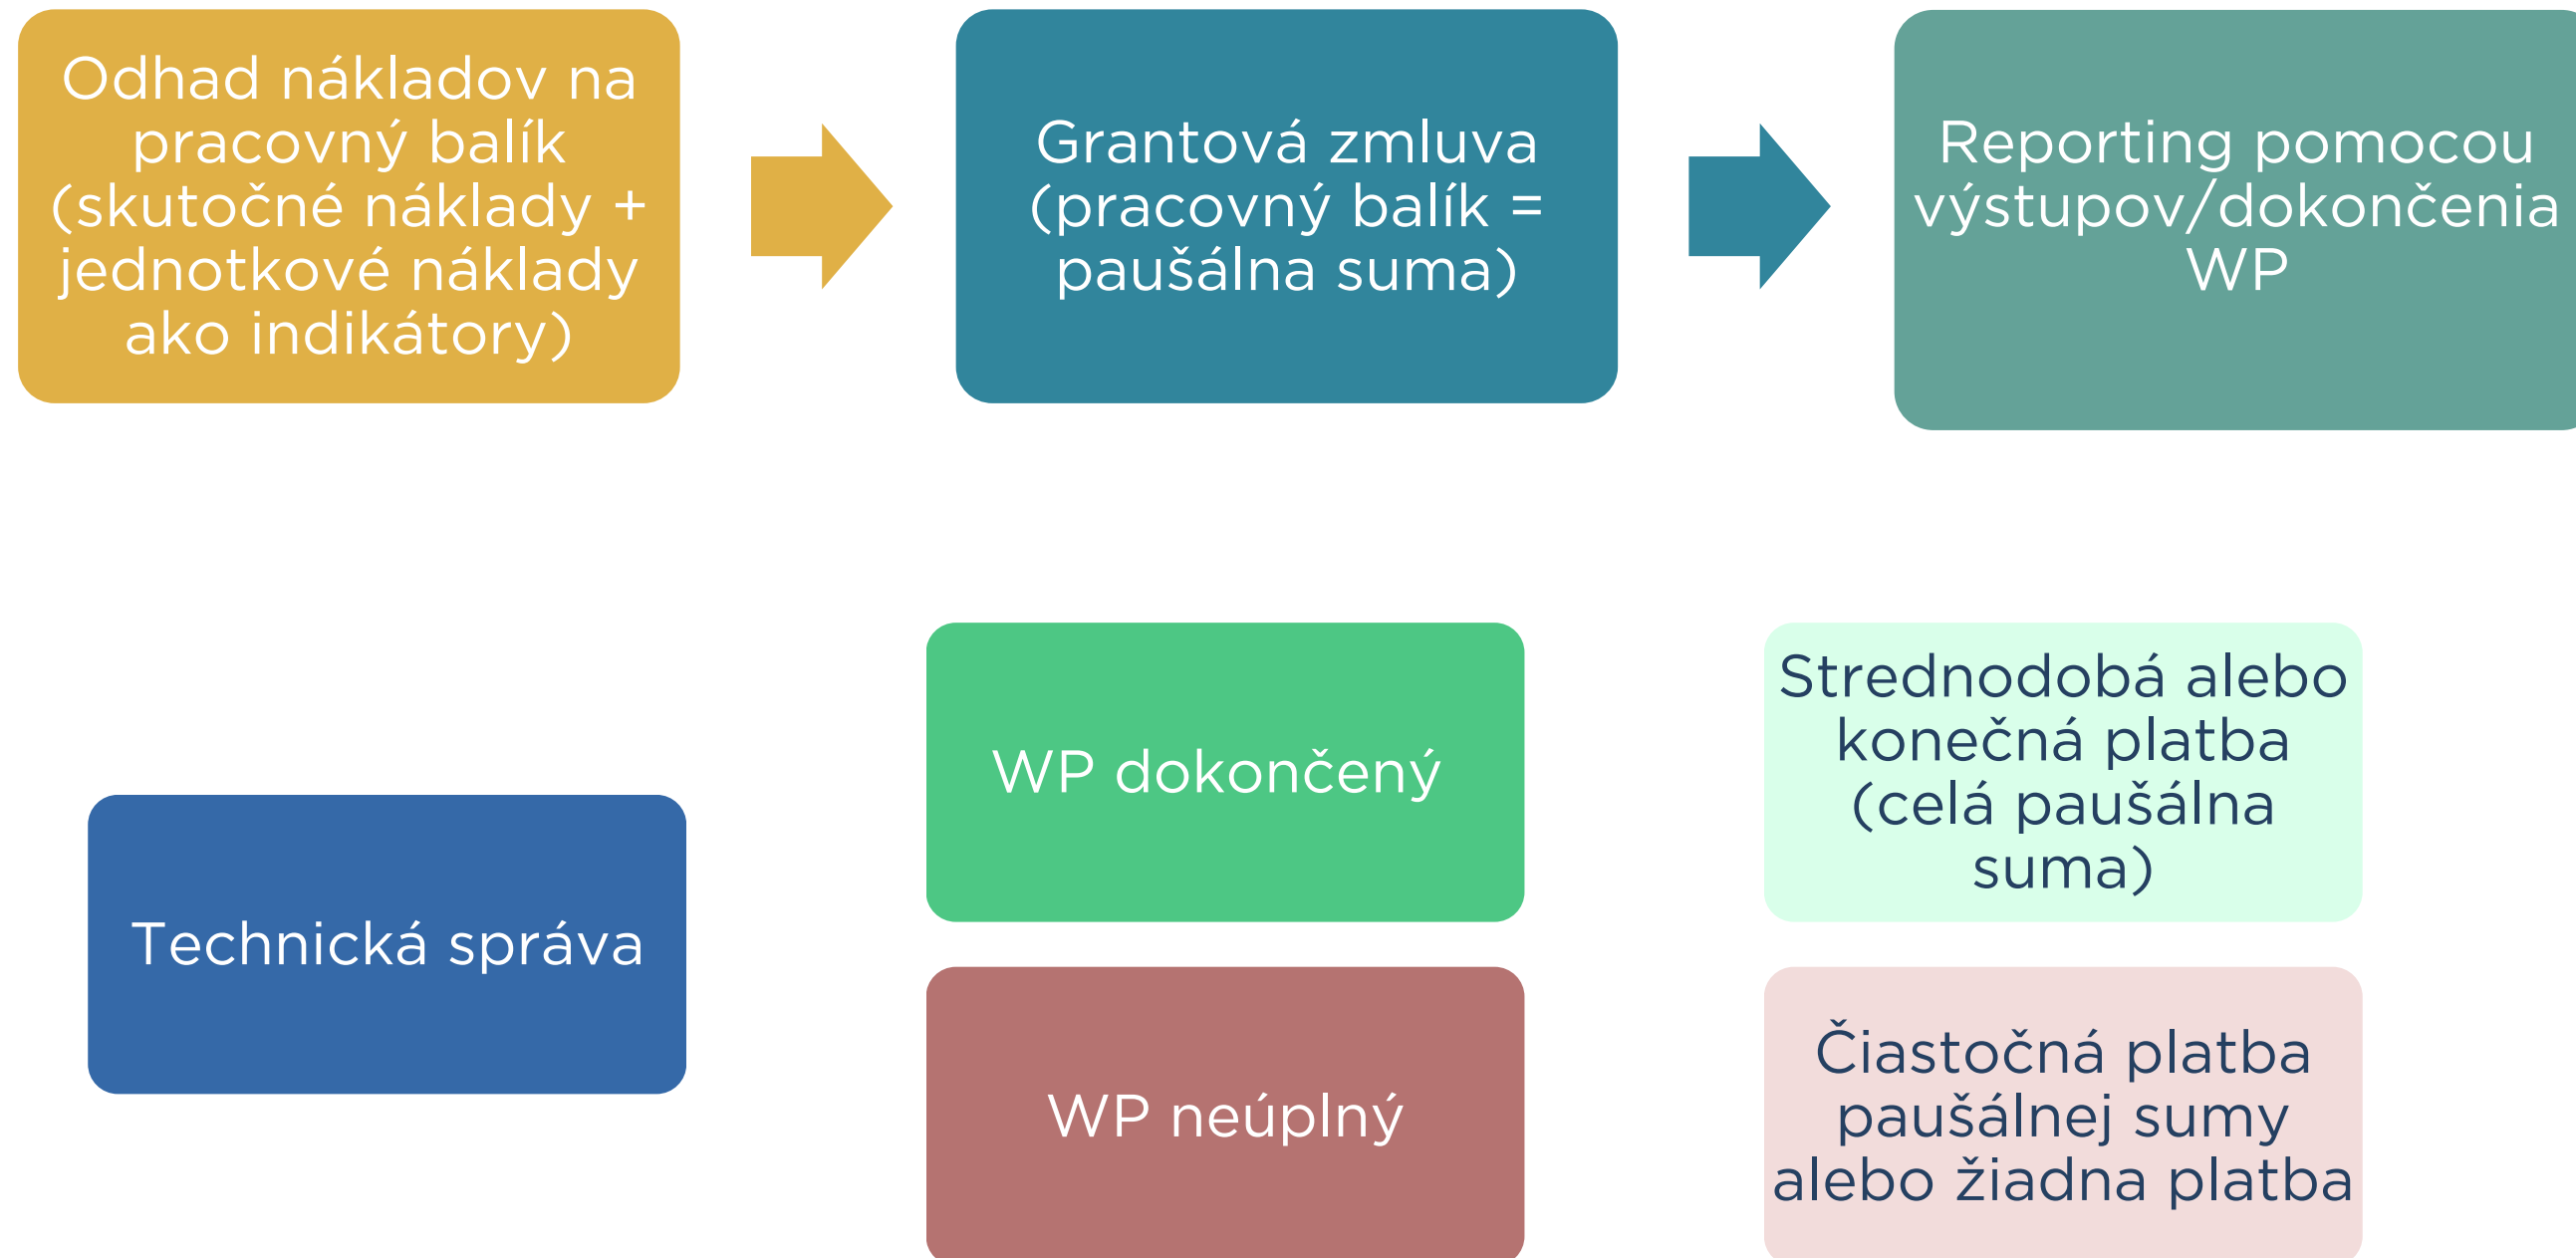 Odhad nákladov na
pracovný balík
(skutočné náklady +
jednotkové náklady
ako indikátory)
Grantová zmluva
(pracovný balík =
paušálna suma)
Reporting pomocou
výstupov/dokončenia
WP
Technická správa
WP dokončený
Strednodobá alebo
konečná platba
(celá paušálna
suma)
WP neúplný
Čiastočná platba
paušálnej sumy
alebo žiadna platba